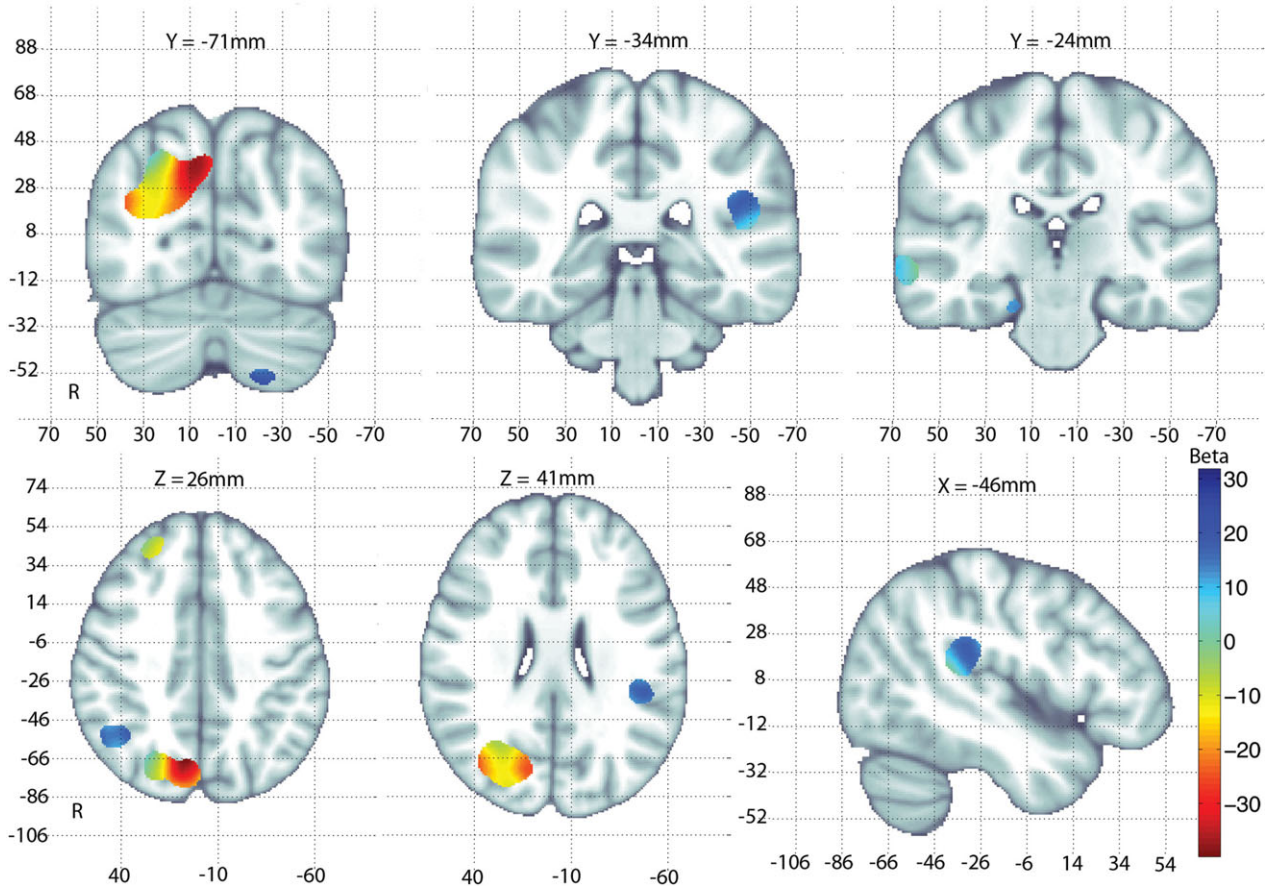 Y = -71mm
Y = -34mm
Y = -24mm
88
68
48
28
8
-12
-32
-52
R
70 50 30 10 -10 -30 -50 -70
70 50 30 10 -10 -30 -50 -70
70 50 30 10 -10 -30 -50 -70
Z = 26mm
Z = 41mm
X = -46mm
Beta
74
54
34
14
-6
-26
-46
-66
-86
-106
R
40 -10 -60
40 -10 -60
88
68
48
28
8
-12
-32
-52
-106 -86 -66 -46 -26 -6 14 34 54
30
20
10
0
-10
-20
-30